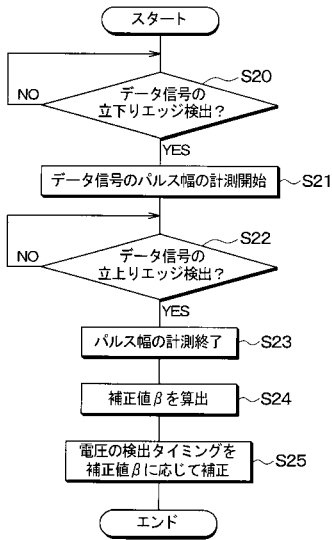 スタート
S20
データ信号の
立下りエッジ検出?
NO
YES
データ信号のパルス幅の計測開始
S21
S22
データ信号の
立上りエッジ検出?
NO
YES
パルス幅の計測終了
S23
補正値βを算出
S24
電圧の検出タイミングを
補正値βに応じて補正
S25
エンド